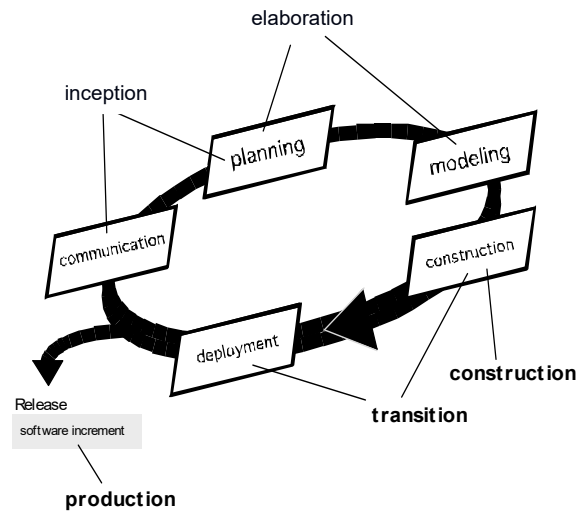 elaboration
inception
planning
modeling
communication
construction
deployment
construction
Release
transition
software increment
production